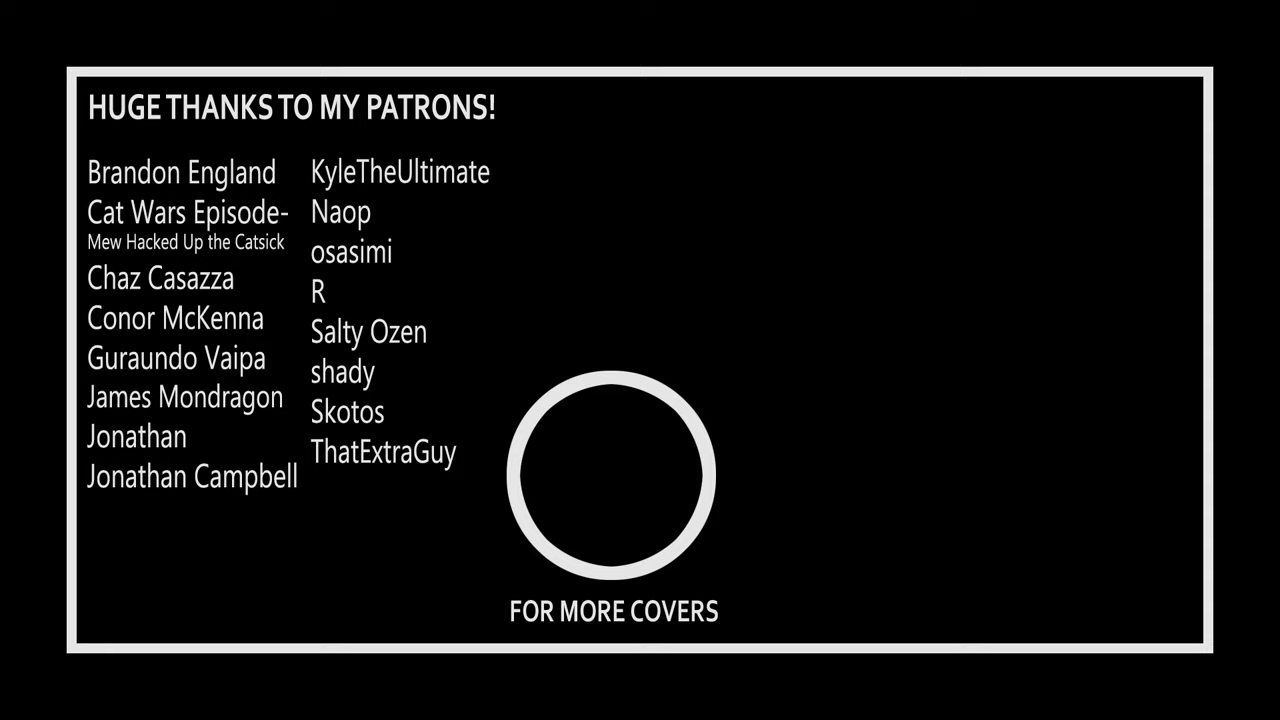 HUGE THANKS TO MY PATRONS!
Brandon England
Cat Wars Episode-
Mew Hacked Up the Catsick
Chaz Casazza
Conor McKenna
Guraundo Vaipa
James Mondragon
Jonathan
Jonathan Campbell
KyleTheUltimate
Naop
osasimi
R
Salty Ozen
shady
Skotos
ThatExtraGuy
FOR MORE COVERS